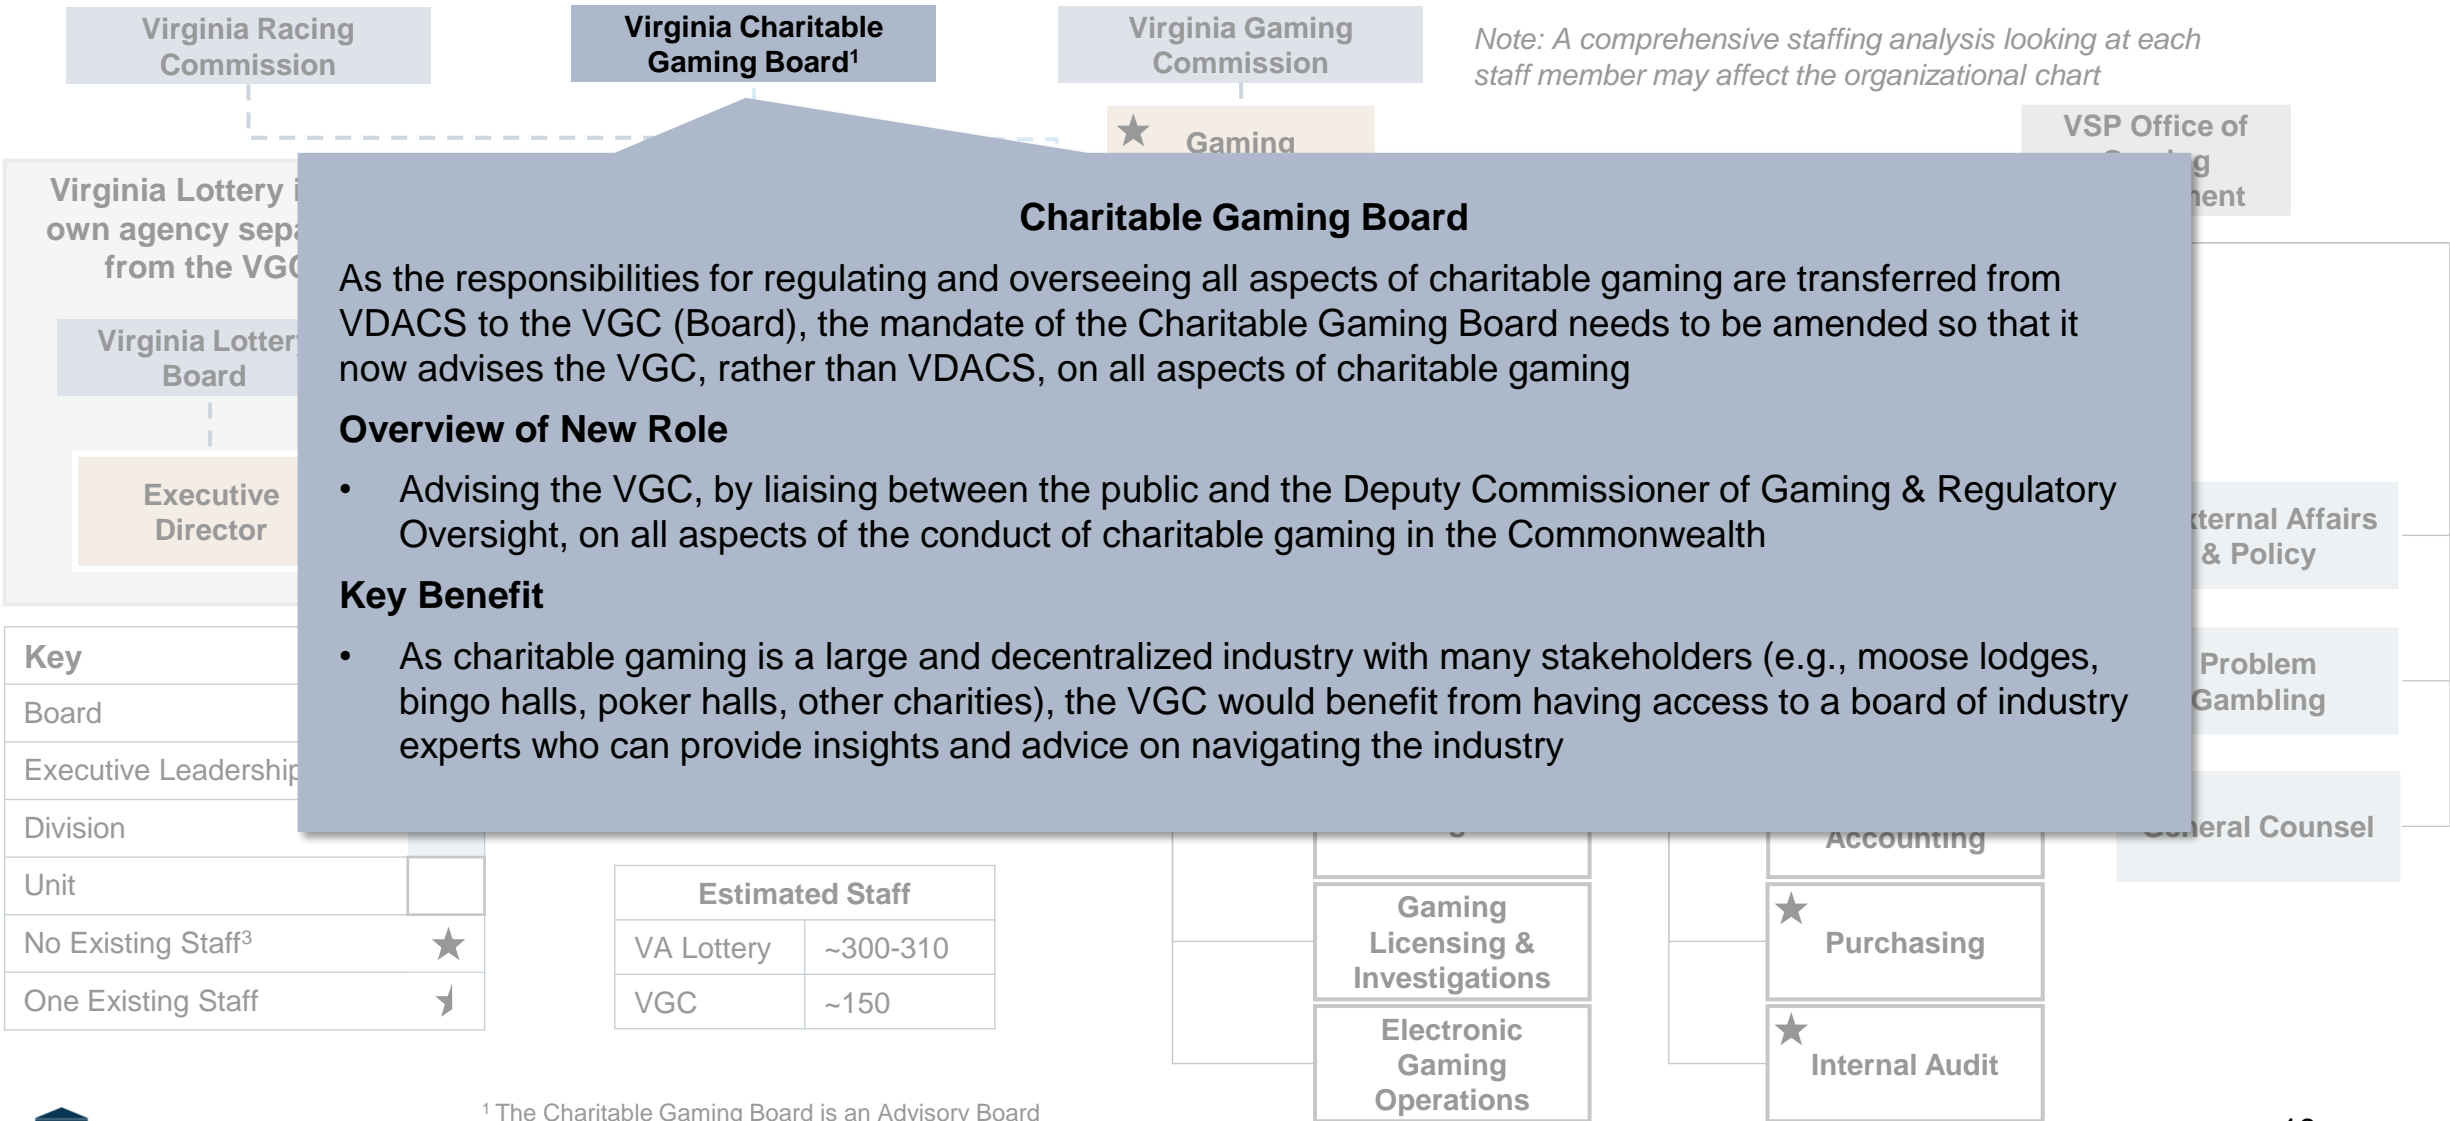 Virginia Racing
Commission
Virginia Charitable
Gaming Board¹
Virginia Gaming
Commission
Note: A comprehensive staffing analysis looking at each
staff member may affect the organizational chart
Gaming
VSP Office of
Virginia Lottery
own agency
from the
Virginia Lottery
Board
Executive
Director
Charitable Gaming Board
As the responsibilities for regulating and overseeing all aspects of charitable gaming are transferred from
VDACS to the VGC (Board), the mandate of the Charitable Gaming Board needs to be amended so that it
now advises the VGC, rather than VDACS, on all aspects of charitable gaming
Overview of New Role
• Advising the VGC, by liaising between the public and the Deputy Commissioner of Gaming & Regulatory
Oversight, on all aspects of the conduct of charitable gaming in the Commonwealth
Key Benefit
• As charitable gaming is a large and decentralized industry with many stakeholders (e.g., moose lodges,
bingo halls, poker halls, other charities), the VGC would benefit from having access to a board of industry
experts who can provide insights and advice on navigating the industry
External Affairs
& Policy
Problem
Gambling
General Counsel
Key
Board
Executive Leadership
Division
Unit
No Existing Staff³ ★
One Existing Staff
Estimated Staff
VA Lottery ~300-310
VGC ~150
Gaming
Licensing &
Investigations
Electronic
Gaming
Operations
Accounting
Purchasing
Internal Audit
¹ The Charitable Gaming Board is an Advisory Board